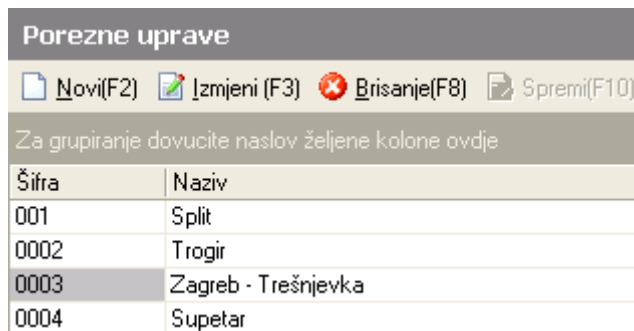 Porezne uprave
Novi(F2) Izmjeni (F3) Brisanje(F8) Spremi(F10)
Za grupiranje dovucite naslov željene kolone ovdje
Šifra Naziv
001 Split
0002 Trogir
0003 Zagreb - Trešnjevka
0004 Supetar